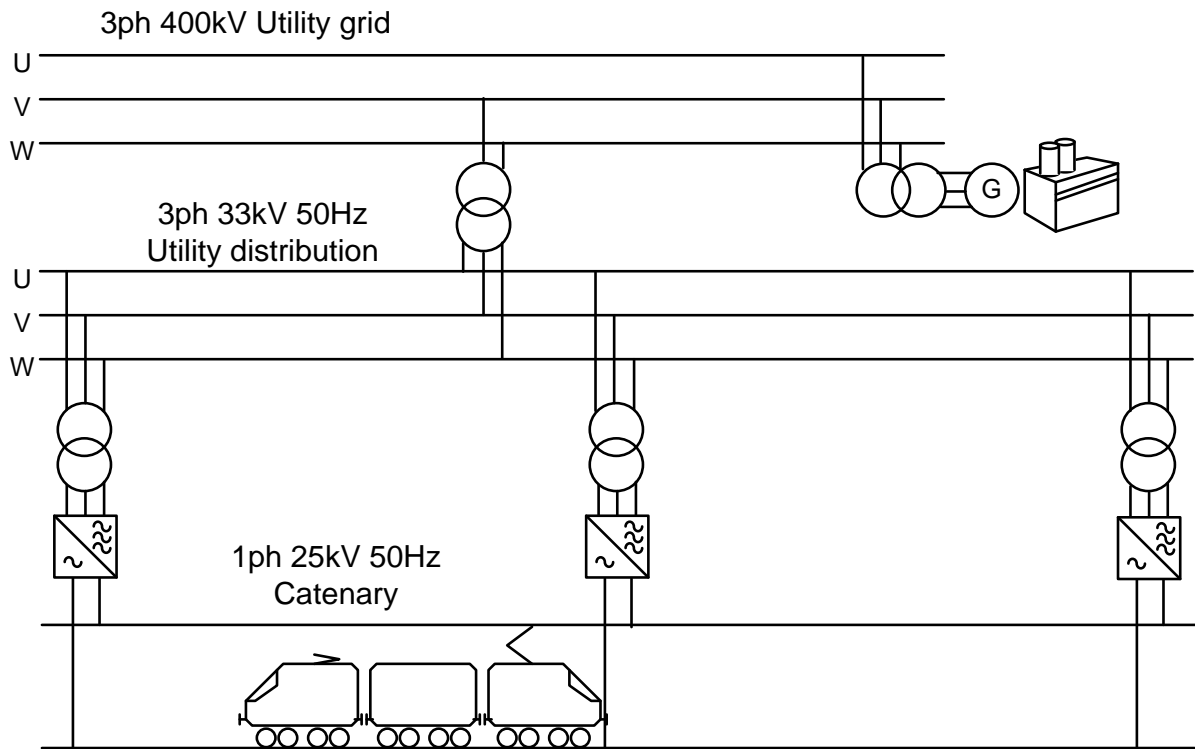 3ph 400kV Utility grid
U
V
W
G
3ph 33kV 50Hz
Utility distribution
U
V
W
1ph 25kV 50Hz
Catenary